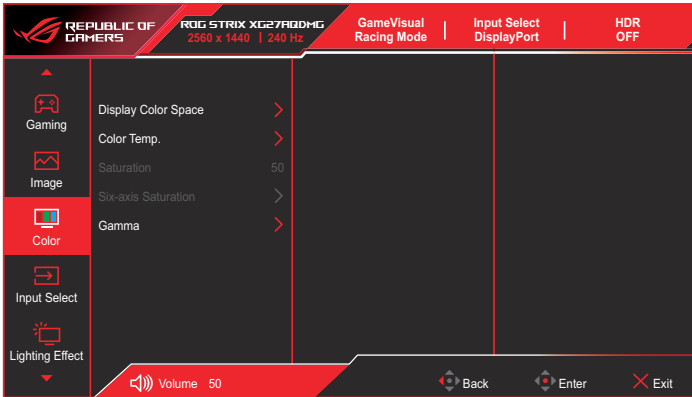 REPUBLIC OF
GAMERS
ROG STRIX XG27AQDMG
2560 x 1440 | 240 Hz
GameVisual
Racing Mode
Input Select
DisplayPort
HDR
OFF
Gaming
Image
Color
Input Select
Lighting Effect
Display Color Space
Color Temp.
Saturation 50
Six-axis Saturation
Gamma
Volume 50
Back
Enter
Exit